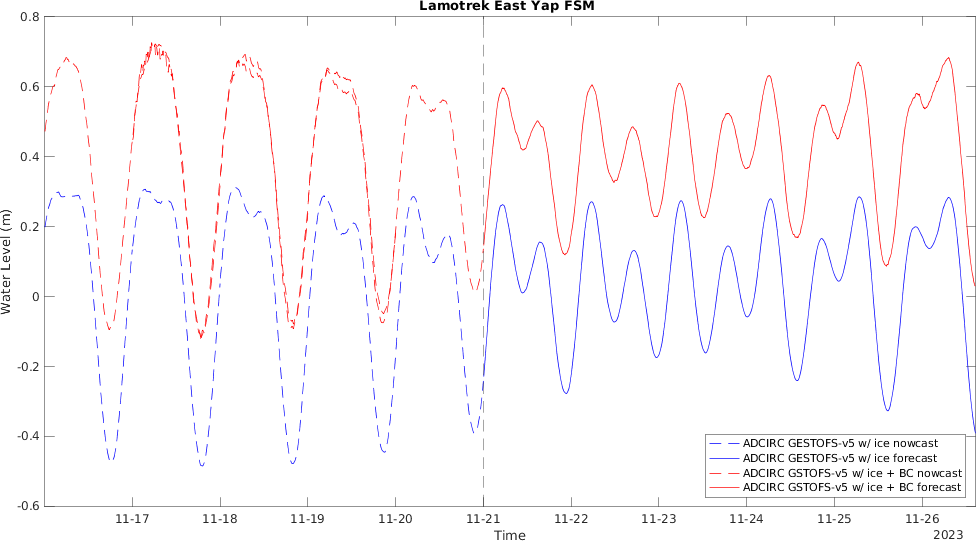 Lamotrek East Yap FSM
Water Level (m)
0.8
0.6
0.4
0.2
0
-0.2
-0.4
-0.6
11-17 11-18 11-19 11-20 11-21 11-22 11-23 11-24 11-25 11-26
Time
2023
ADCIRC GESTOFS-v5 w/ ice nowcast
ADCIRC GESTOFS-v5 w/ ice forecast
ADCIRC GSTOFS-v5 w/ ice + BC nowcast
ADCIRC GSTOFS-v5 w/ ice + BC forecast